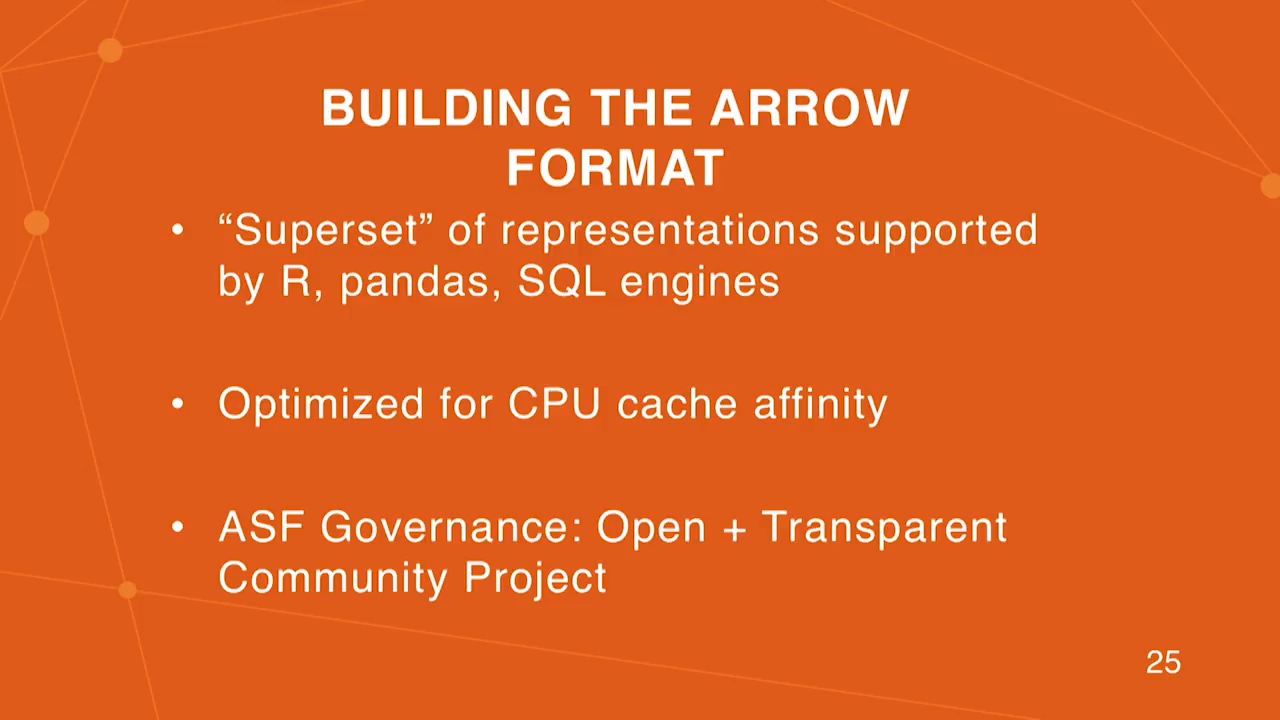 BUILDING THE ARROW
FORMAT
• “Superset” of representations supported
by R, pandas, SQL engines
• Optimized for CPU cache affinity
• ASF Governance: Open + Transparent
Community Project
25